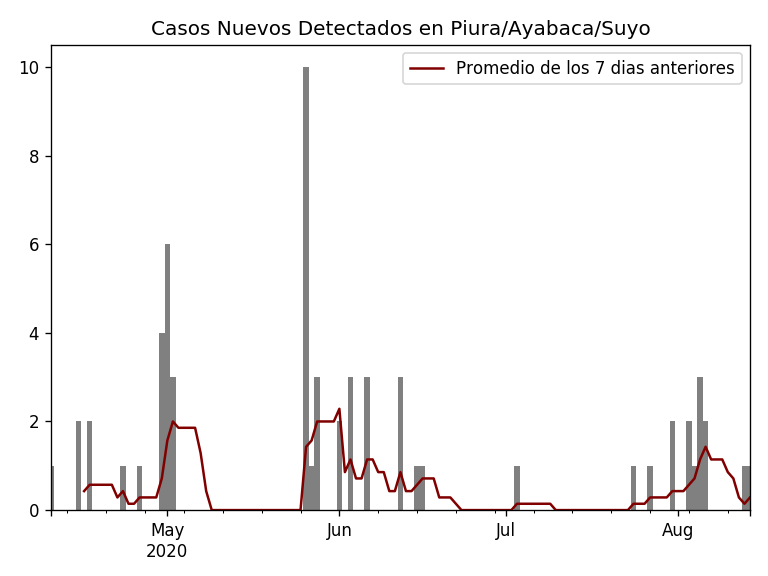 Casos Nuevos Detectados en Piura/Ayabaca/Suyo
Promedio de los 7 dias anteriores
10
8
6
4
2
0
May Jun Jul Aug
2020